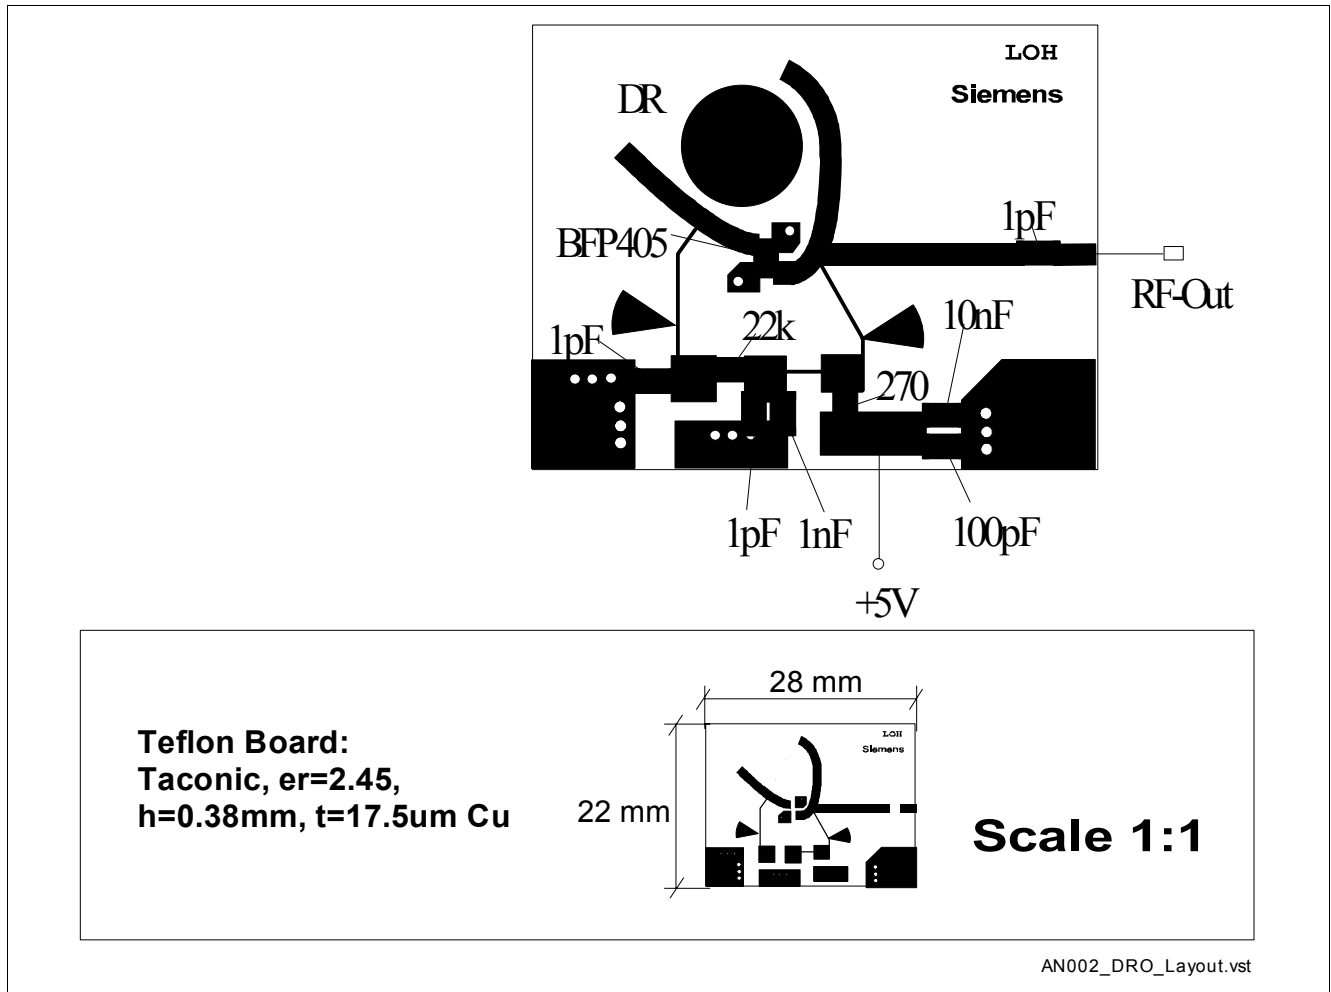 LOH
Siemens
DR
1pF
BFP405
RF-Out
1pF
22k
10nF
270
1pF
1nF
100pF
+5V
28 mm
LOH
Siemens
Teflon Board:
Taconic, er=2.45,
h=0.38mm, t=17.5um Cu
22 mm
Scale 1:1
AN002_DRO_Layout.vst